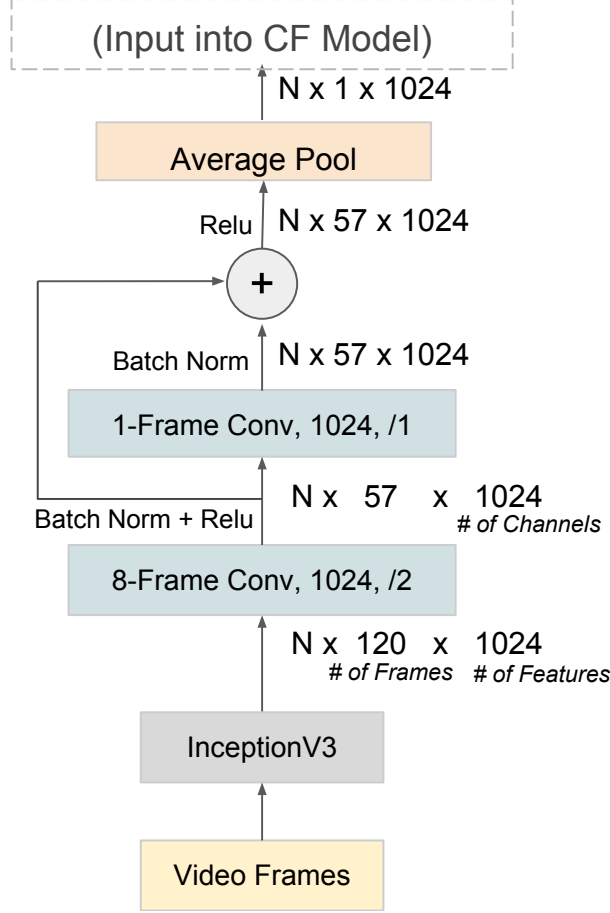 (Input into CF Model)
N x 1 x 1024
Average Pool
Relu
N x 57 x 1024
+
Batch Norm
N x 57 x 1024
1-Frame Conv, 1024, /1
N x 57 x 1024
# of Channels
Batch Norm + Relu
8-Frame Conv, 1024, /2
N x 120 x 1024
# of Frames # of Features
InceptionV3
Video Frames